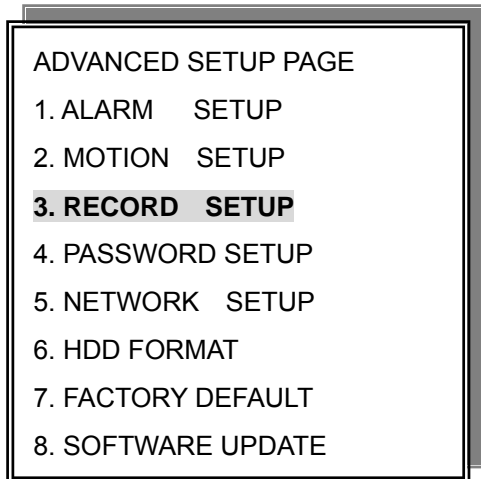 ADVANCED SETUP PAGE
1. ALARM SETUP
2. MOTION SETUP
3. RECORD SETUP
4. PASSWORD SETUP
5. NETWORK SETUP
6. HDD FORMAT
7. FACTORY DEFAULT
8. SOFTWARE UPDATE